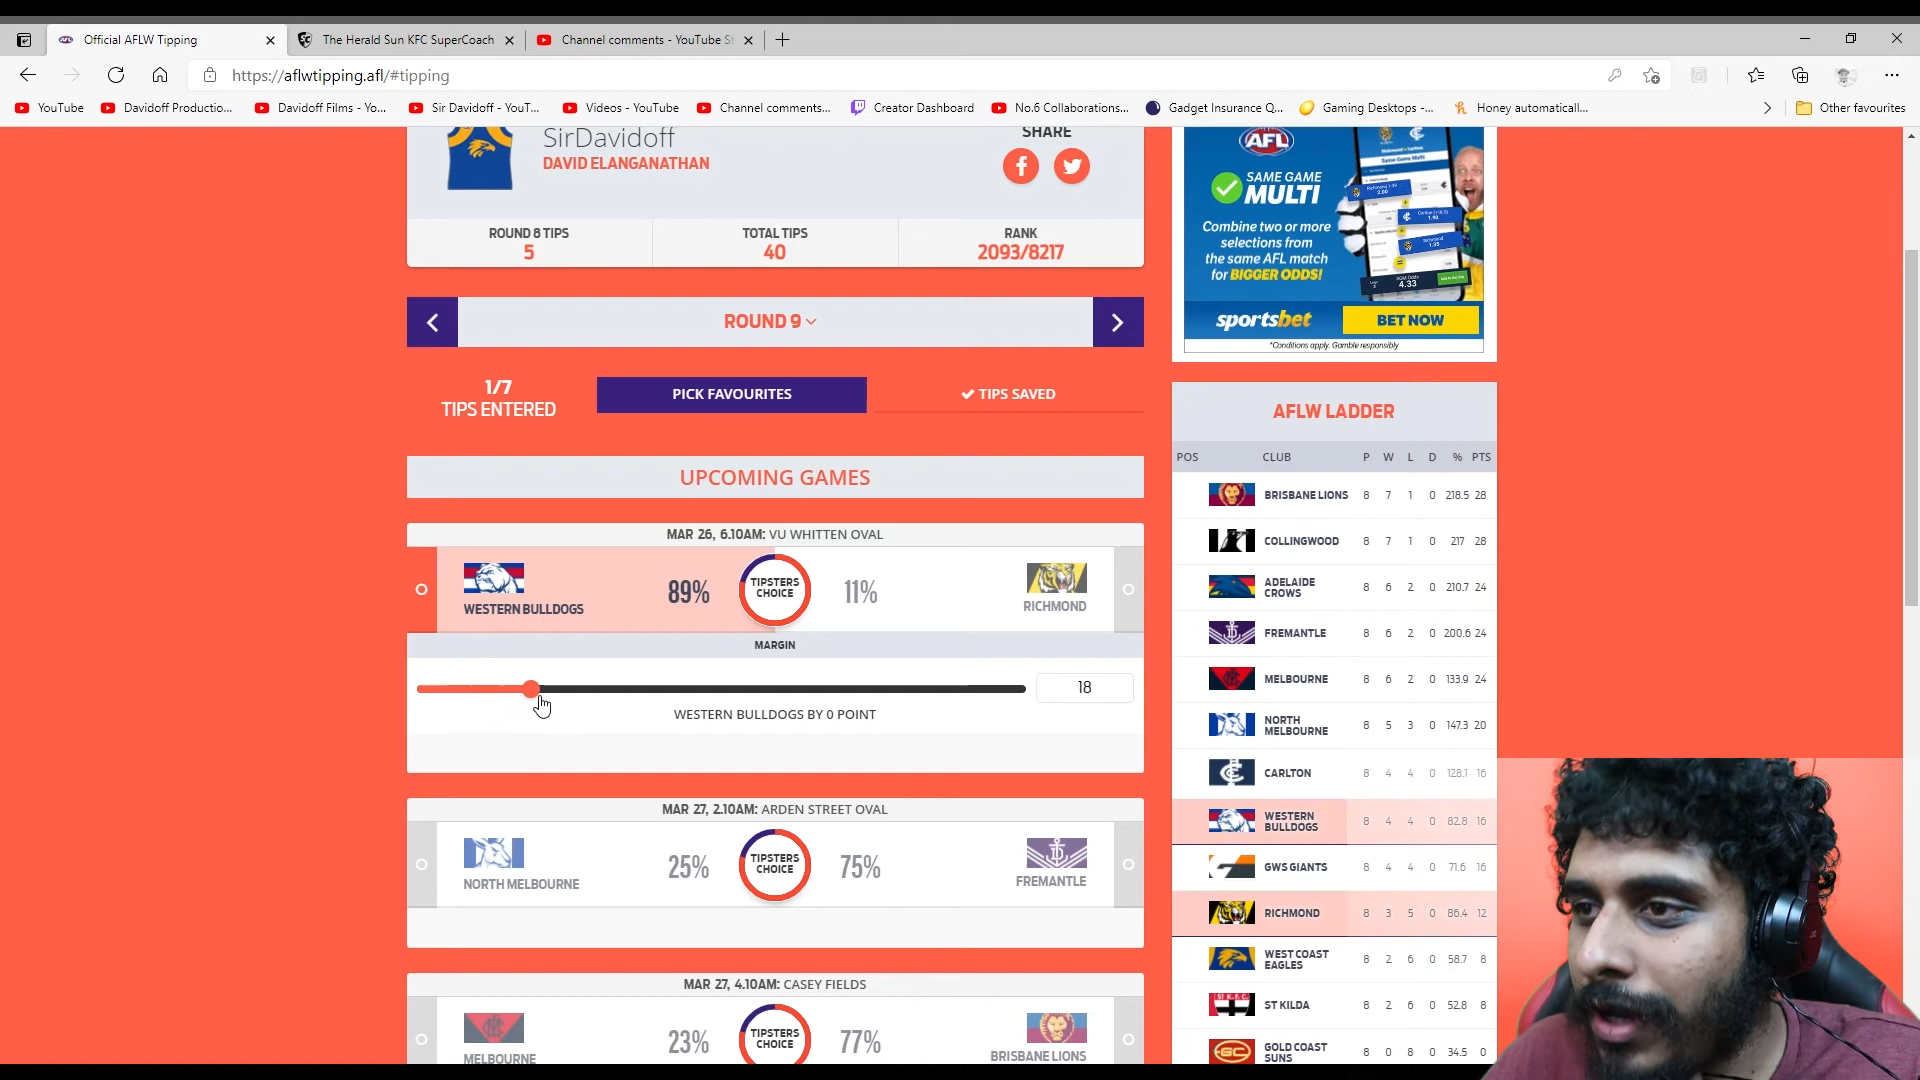 Official AFLW Tipping
The Herald Sun KFC SuperCoach
Channel comments - YouTube St
https://aflwtipping.afl/#tipping
YouTube
Davidoff Productio...
Davidoff Films - Yo...
Sir Davidoff - YouT...
Videos - YouTube
Channel comments...
Creator Dashboard
No.6 Collaborations...
Gadget Insurance Q...
Gaming Desktops -...
Honey automaticall...
Other favourites
SirDavidoff
DAVID ELANGANATHAN
SHARE
ROUND 8 TIPS
5
TOTAL TIPS
40
RANK
2093/8217
ROUND 9
1/7
TIPS ENTERED
PICK FAVOURITES
TIPS SAVED
UPCOMING GAMES
MAR 26, 6.10AM: VU WHITTEN OVAL
WESTERN BULLDOGS
89%
TIPSTERS
CHOICE
11%
RICHMOND
MARGIN
18
WESTERN BULLDOGS BY 0 POINT
MAR 27, 2.10AM: ARDEN STREET OVAL
NORTH MELBOURNE
25%
TIPSTERS
CHOICE
75%
FREMANTLE
MAR 27, 4.10AM: CASEY FIELDS
MELBOURNE
23%
TIPSTERS
CHOICE
77%
BRISBANE LIONS
AFL
SAME GAME
MULTI
Combine two or more
selections from
the same AFL match
for BIGGER ODDS!
4.33
sportsbet
BET NOW
*Conditions apply. Gamble responsibly
AFLW LADDER
POS CLUB P W L D % PTS
BRISBANE LIONS 8 7 1 0 218.5 28
COLLINGWOOD 8 7 1 0 217 28
ADELAIDE
CROWS 8 6 2 0 210.7 24
FREMANTLE 8 6 2 0 200.6 24
MELBOURNE 8 6 2 0 133.9 24
NORTH
MELBOURNE 8 5 3 0 147.3 20
CARLTON 8 4 4 0 128.1 16
WESTERN
BULLDOGS 8 4 4 0 82.8 16
GWS GIANTS 8 4 4 0 71.6 16
RICHMOND 8 3 5 0 86.4 12
WEST COAST
EAGLES 8 2 6 0 58.7 8
ST KILDA 8 2 6 0 52.8 8
GOLD COAST
SUNS 8 0 8 0 34.5 0